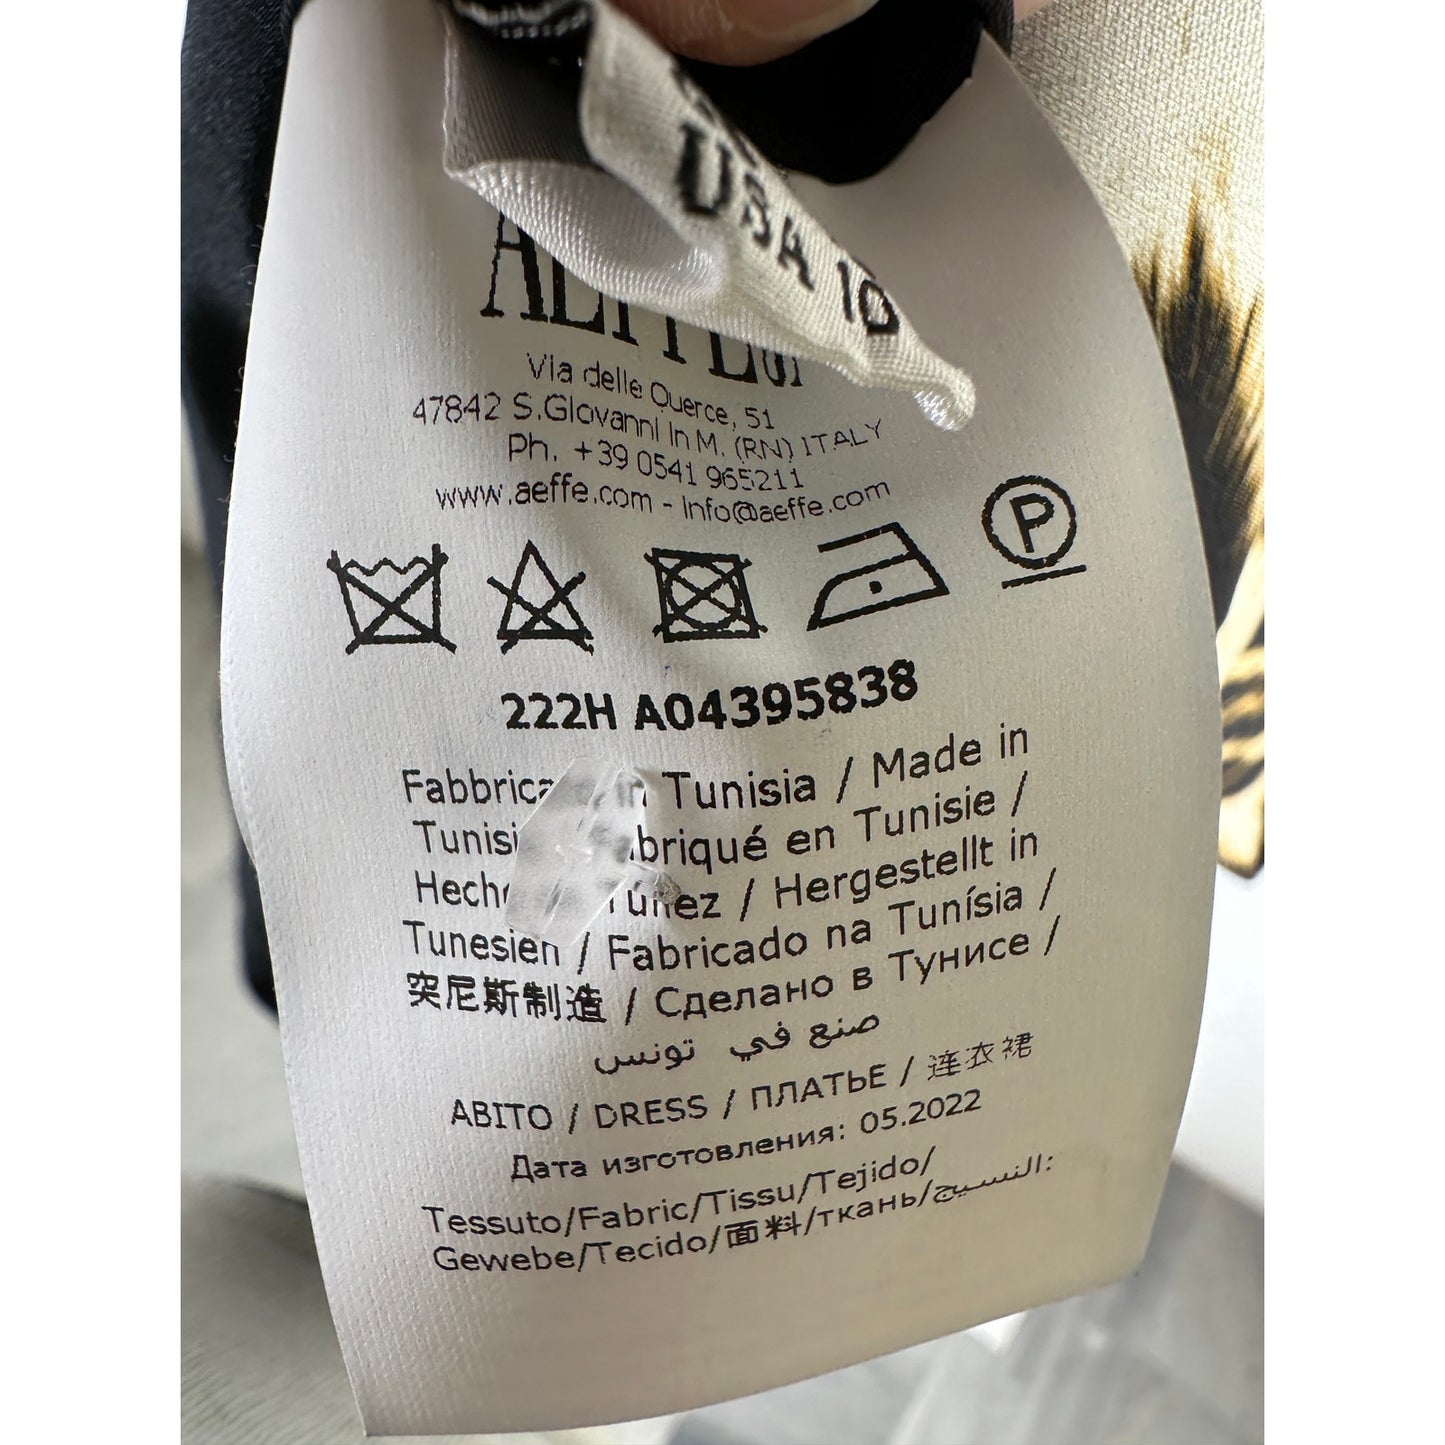 USA 10
Via delle Querce, 51
47842 S.Giovanni in M. (RN) ITALY
Ph. +39 0541 965211
www.aeffe.com - info@aeffe.com
P
222H A04395838
Tunisia / Made in
en Tunisie /
/ Hergestellt in
Tunesien / Fabricado na Tunísia /
突尼斯制造 / Сделано в Тунисе /
صنع في تونس
ABITO / DRESS / ПЛАТЬЕ / 连衣裙
Дата изготовления: 05.2022
Tessuto/Fabric/Tissu/Tejido/
Gewebe/Tecido/面料/ткань/النسيج: